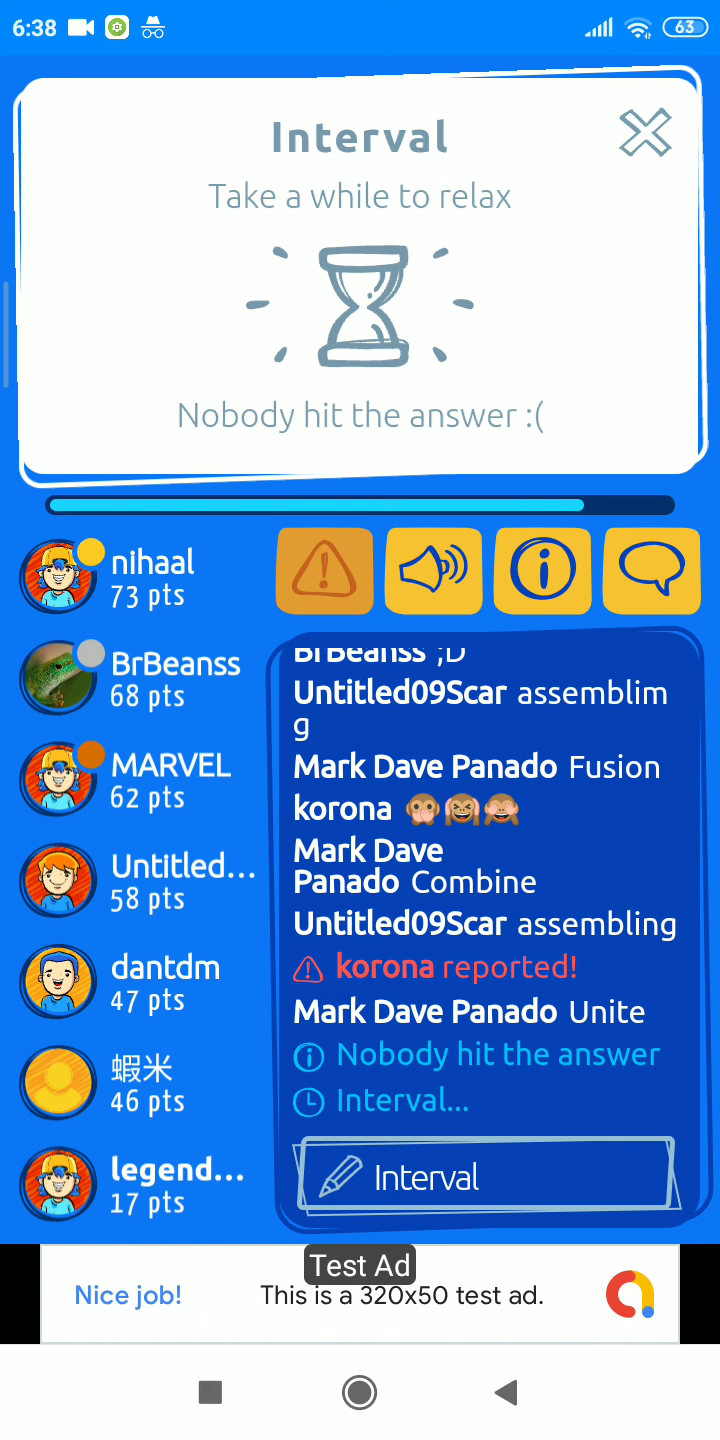 6:38
63
Interval
Take a while to relax
Nobody hit the answer :(
nihaal
73 pts
BrBeanss
68 pts
MARVEL
62 pts
Untitled...
58 pts
dantdm
47 pts
蝦米
46 pts
legend...
17 pts
BrBeanss ;D
Untitled09Scar assemblim
g
Mark Dave Panado Fusion
korona 🙊🙉🙈
Mark Dave
Panado Combine
Untitled09Scar assembling
korona reported!
Mark Dave Panado Unite
Nobody hit the answer
Interval...
Interval
Test Ad
Nice job!
This is a 320x50 test ad.